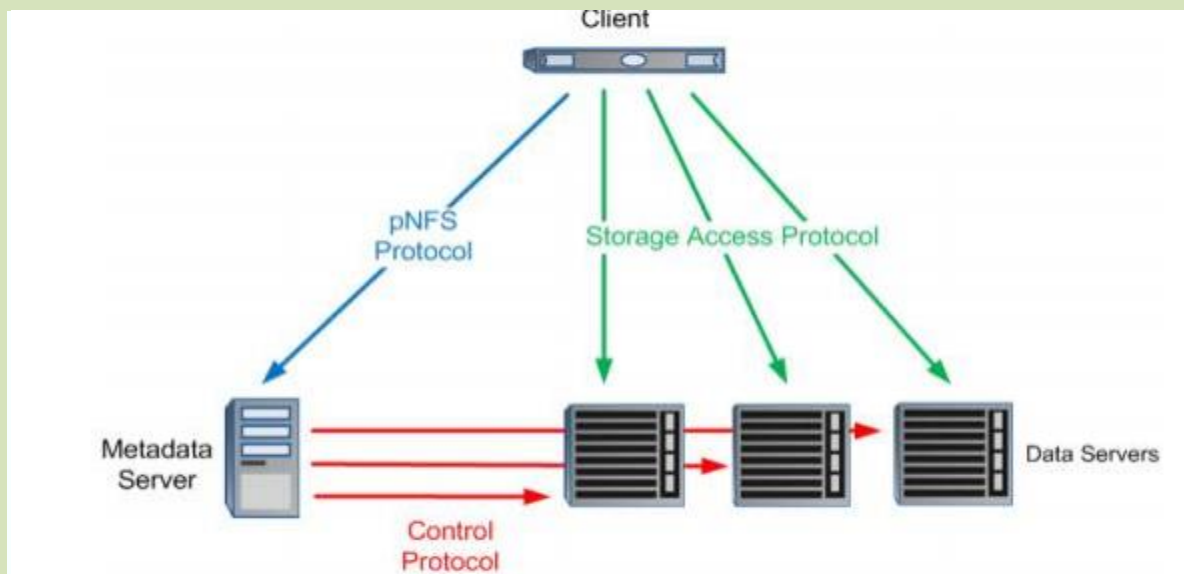 Client
pNFS
Protocol
Storage Access Protocol
Metadata
Server
Data Servers
Control
Protocol